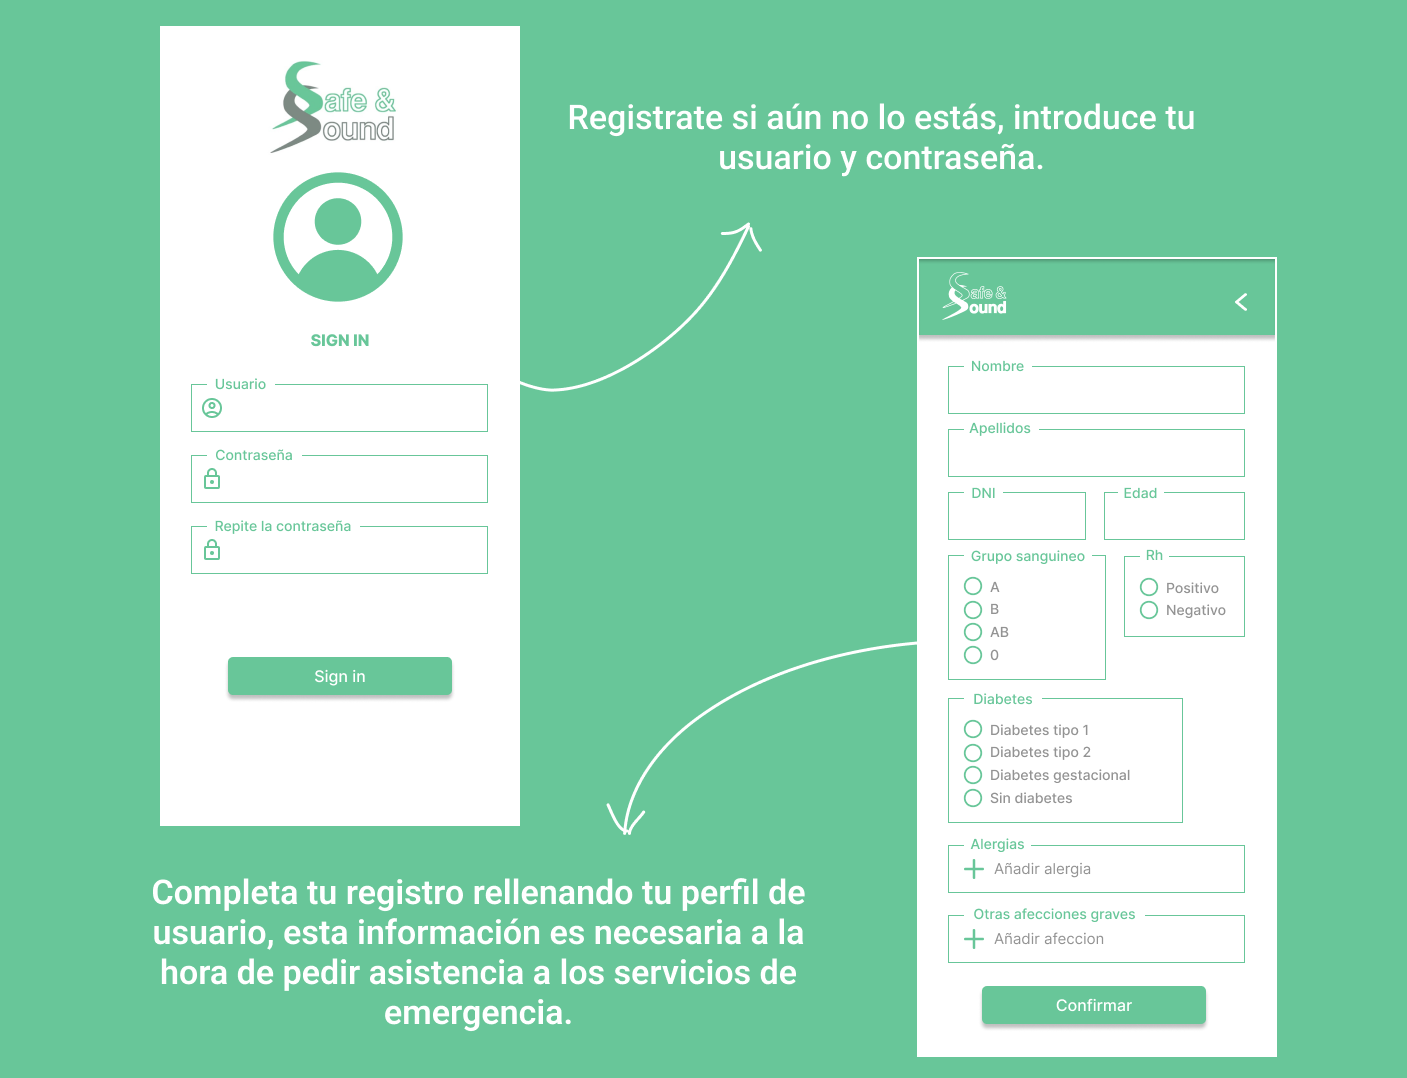 Safe &
Sound
SIGN IN
Usuario
Contraseña
Repite la contraseña
Sign in
Registrate si aún no lo estás, introduce tu
usuario y contraseña.
Safe &
Sound
Nombre
Apellidos
DNI
Edad
Grupo sanguineo
A
B
AB
0
Rh
Positivo
Negativo
Diabetes
Diabetes tipo 1
Diabetes tipo 2
Diabetes gestacional
Sin diabetes
Alergias
Añadir alergia
Otras afecciones graves
Añadir afeccion
Confirmar
Completa tu registro rellenando tu perfil de
usuario, esta información es necesaria a la
hora de pedir asistencia a los servicios de
emergencia.